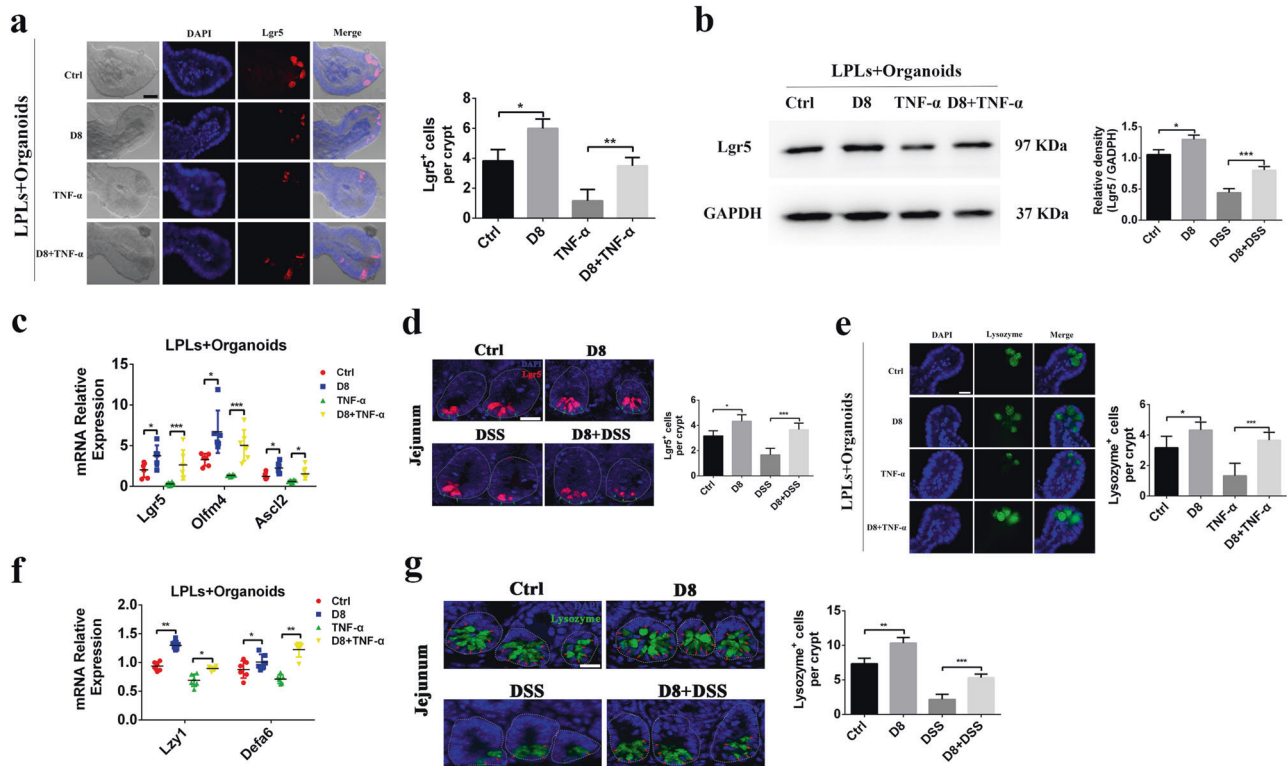 a
DAPI Lgr5 Merge
LPLs+Organoids
Ctrl
D8
TNF-α
D8+TNF-α
Lgr5⁺ cells
per crypt
8
6
4
2
0
*
**
Ctrl D8 TNF-α D8+TNF-α
b
LPLs+Organoids
Ctrl D8 TNF-α D8+TNF-α
Lgr5 97 KDa
GAPDH 37 KDa
Relative density
(Lgr5 / GADPH)
1.5
1.0
0.5
0.0
*
***
Ctrl D8 DSS D8+DSS
c
LPLs+Organoids
mRNA Relative
Expression
15
10
5
0
* *** * *** * *
Lgr5 Olfm4 Ascl2
Ctrl
D8
TNF-α
D8+TNF-α
d
Jejunum
Ctrl D8
DAPI
Lgr5
DSS D8+DSS
Lgr5⁺ cells
per crypt
6
4
2
0
*
***
Ctrl D8 DSS D8+DSS
e
DAPI Lysozyme Merge
LPLs+Organoids
Ctrl
D8
TNF-α
D8+TNF-α
Lysozyme⁺ cells
per crypt
6
4
2
0
*
***
Ctrl D8 TNF-α D8+TNF-α
f
LPLs+Organoids
mRNA Relative
Expression
2.0
1.5
1.0
0.5
0.0
** * * **
Lzy1 Defa6
Ctrl
D8
TNF-α
D8+TNF-α
g
Jejunum
Ctrl D8
DAPI
Lysozyme
DSS D8+DSS
Lysozyme⁺ cells
per crypt
15
10
5
0
**
***
Ctrl D8 DSS D8+DSS